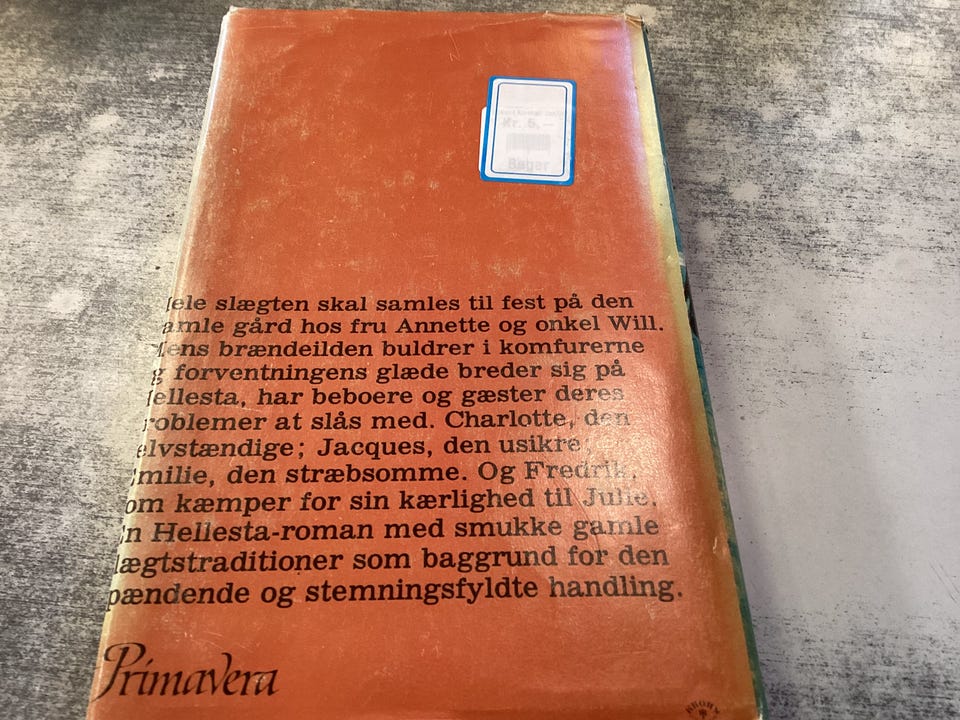 Kr. 5,—
Bøger
ele slægten skal samles til fest på den
amle gård hos fru Annette og onkel Will.
Mens brændeilden buldrer i komfurerne
g forventningens glæde breder sig på
ellesta, har beboere og gæster deres
roblemer at slås med. Charlotte, den
elvstændige; Jacques, den usikre;
milie, den stræbsomme. Og Fredrik,
om kæmper for sin kærlighed til Julie.
En Hellesta-roman med smukke gamle
lægtstraditioner som baggrund for den
pændende og stemningsfyldte handling.
Primavera
BROHN